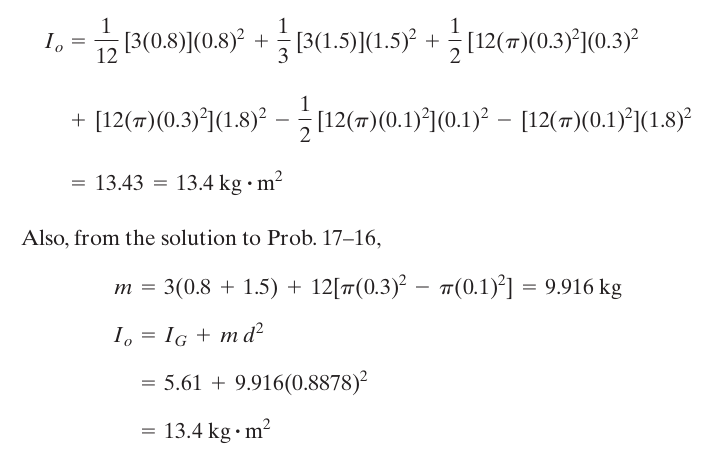 I_o = 1/12 [3(0.8)](0.8)² + 1/3 [3(1.5)](1.5)² + 1/2 [12(π)(0.3)²](0.3)²
+ [12(π)(0.3)²](1.8)² − 1/2 [12(π)(0.1)²](0.1)² − [12(π)(0.1)²](1.8)²
= 13.43 = 13.4 kg · m²
Also, from the solution to Prob. 17–16,
m = 3(0.8 + 1.5) + 12[π(0.3)² − π(0.1)²] = 9.916 kg
I_o = I_G + m d²
= 5.61 + 9.916(0.8878)²
= 13.4 kg · m²